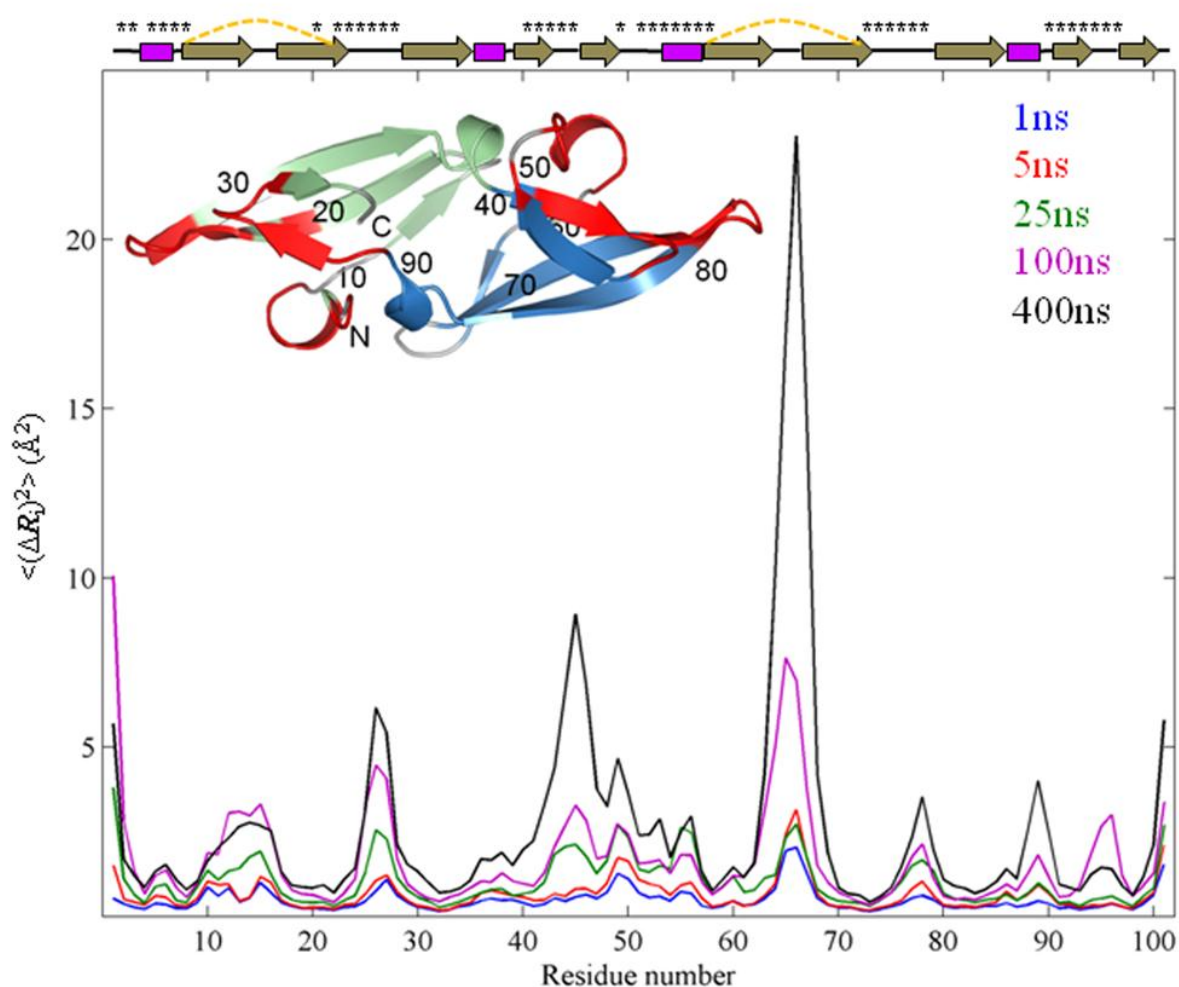 ** **** * ****** ***** * ******* ******* *******
1ns
5ns
25ns
100ns
400ns
30
20
10
N
C
90
40
50
70
80
<(ΔRi)2> (Å2)
20
15
10
5
10 20 30 40 50 60 70 80 90 100
Residue number